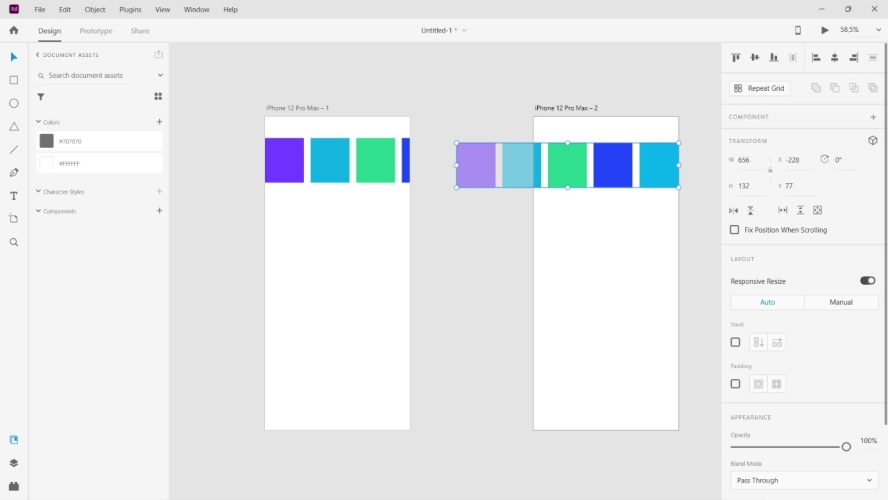 Xd File Edit Object Plugins View Window Help
Design Prototype Share Untitled-1 * 58,5%
DOCUMENT ASSETS
Search document assets
Colors
#707070
#FFFFFF
Character Styles
Components
iPhone 12 Pro Max – 1
iPhone 12 Pro Max – 2
Repeat Grid
COMPONENT
TRANSFORM
W 656 X -228 0°
H 132 Y 77
Fix Position When Scrolling
LAYOUT
Responsive Resize
Auto Manual
Stack
Padding
APPEARANCE
Opacity
100%
Blend Mode
Pass Through